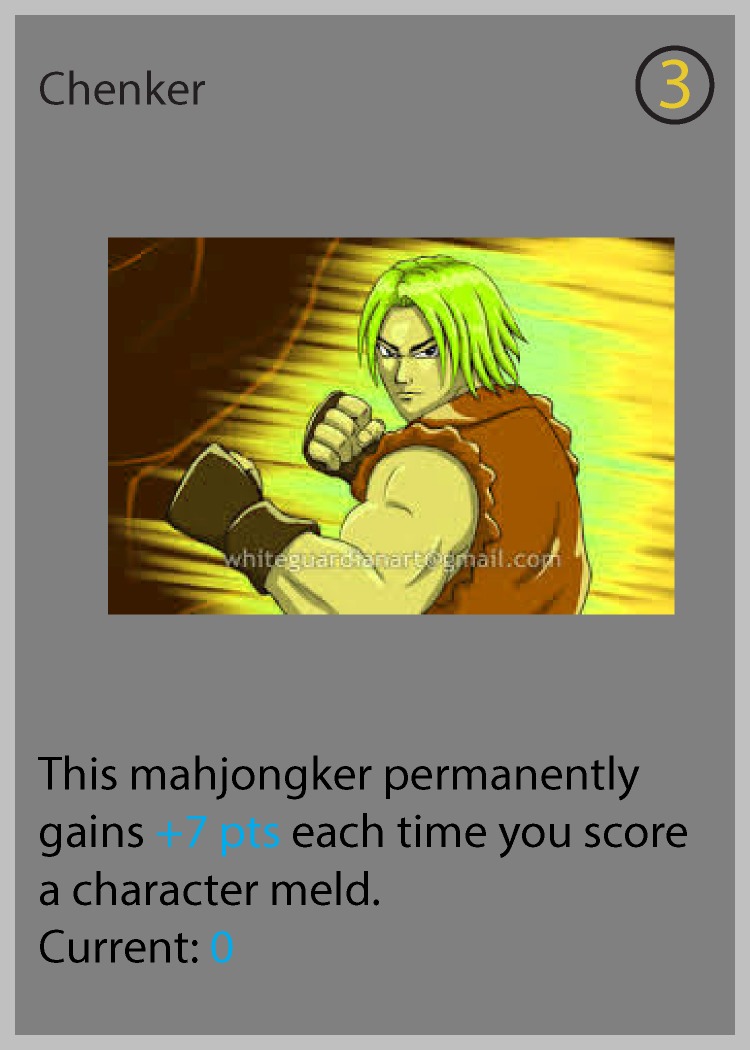 Chenker
3
whiteguardianart@gmail.com
This mahjongker permanently
gains +7 pts each time you score
a character meld.
Current: 0